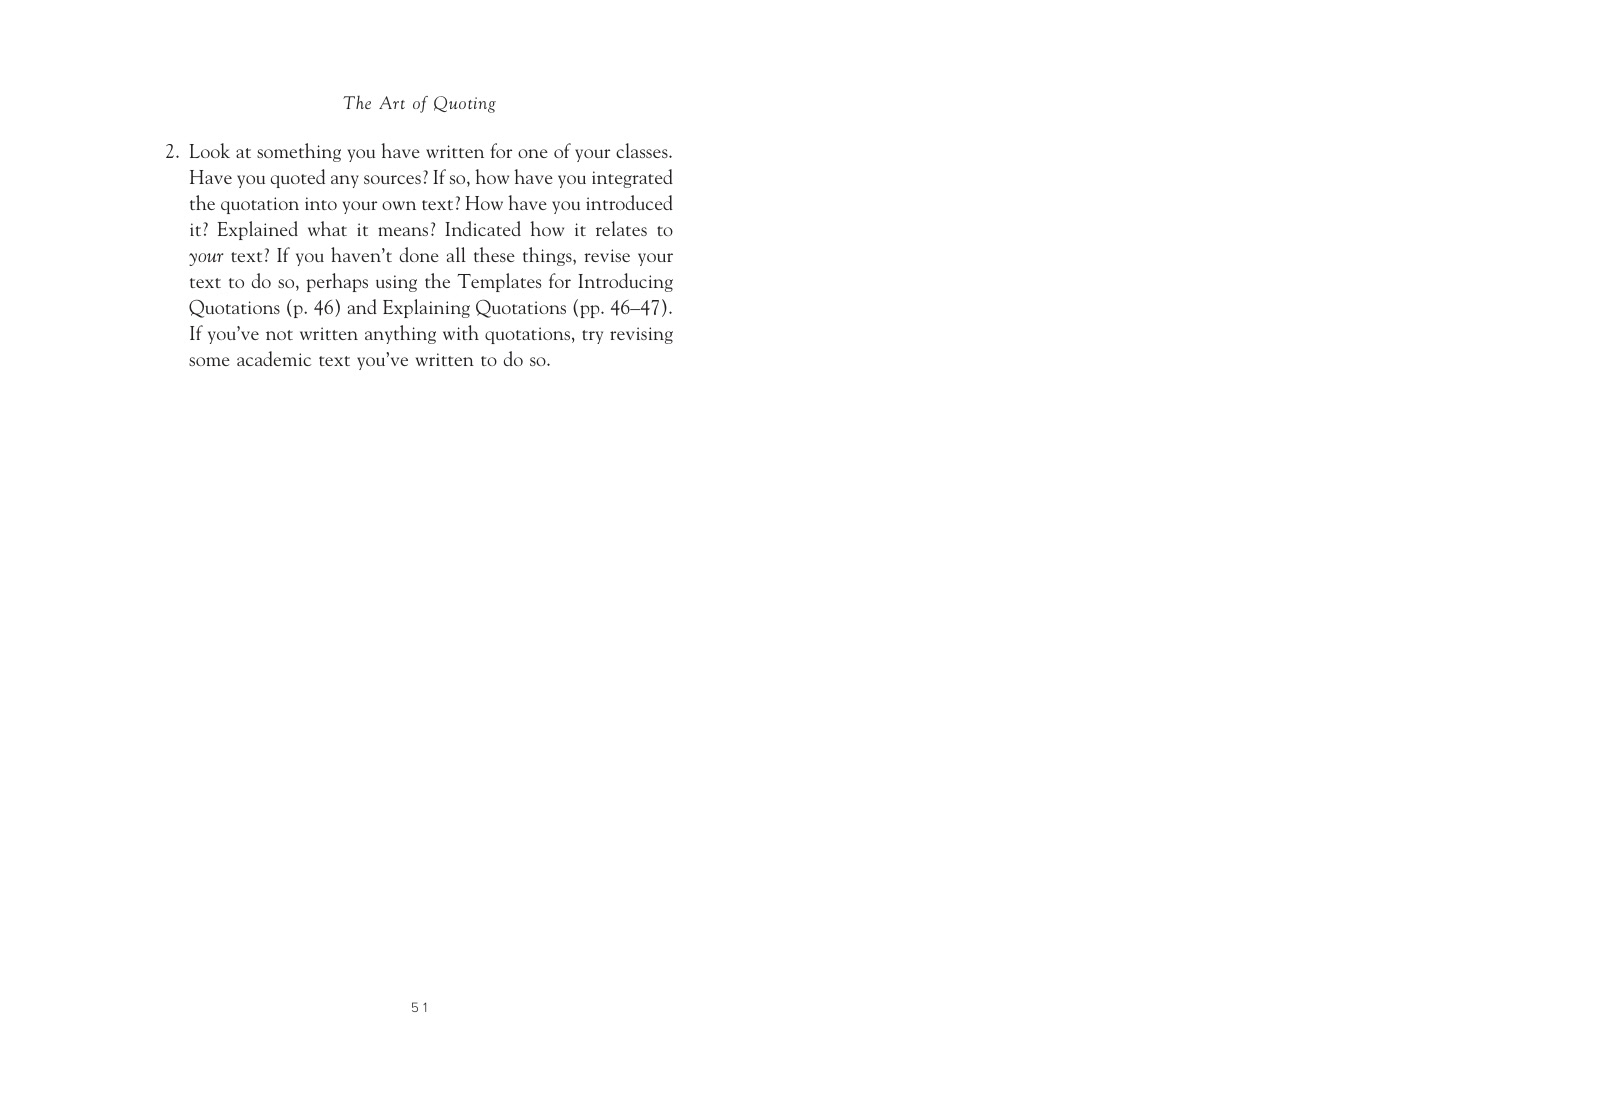 The Art of Quoting
2. Look at something you have written for one of your classes.
Have you quoted any sources? If so, how have you integrated
the quotation into your own text? How have you introduced
it? Explained what it means? Indicated how it relates to
your text? If you haven’t done all these things, revise your
text to do so, perhaps using the Templates for Introducing
Quotations (p. 46) and Explaining Quotations (pp. 46–47).
If you’ve not written anything with quotations, try revising
some academic text you’ve written to do so.
51